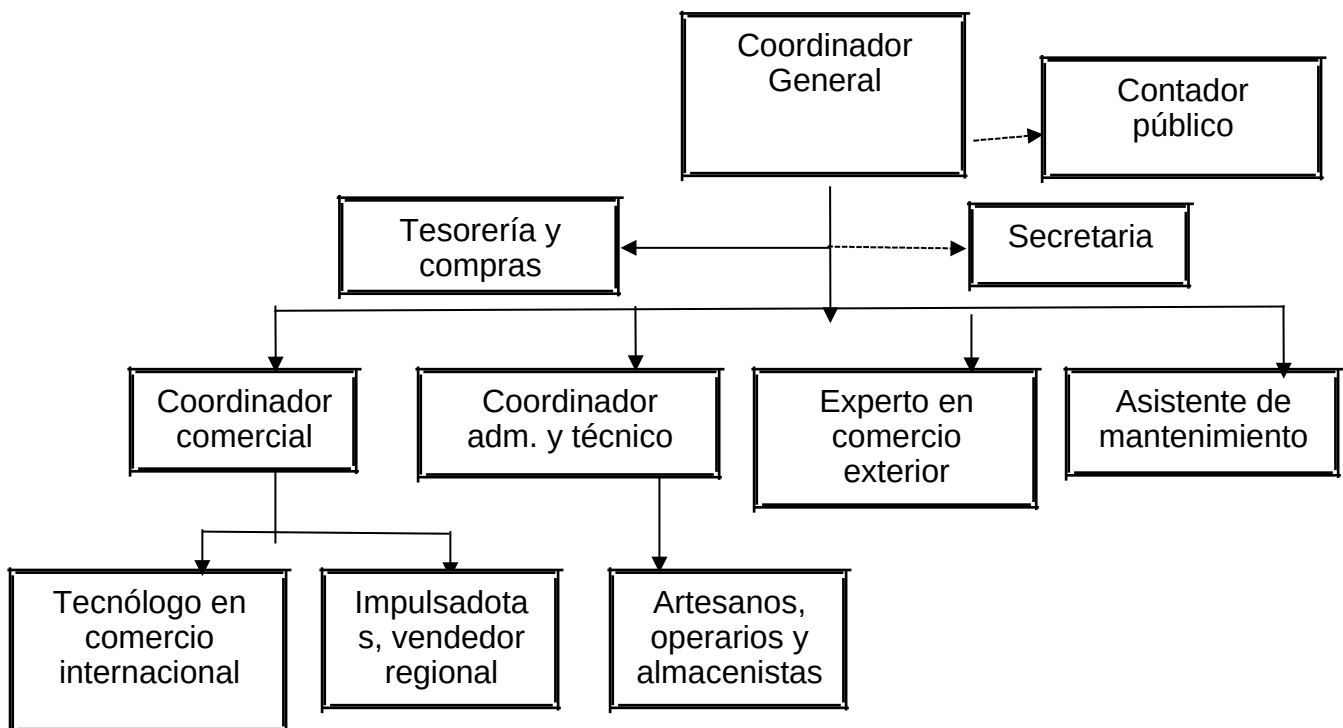 Coordinador
General
Contador
público
Tesorería y
compras
Secretaria
Coordinador
comercial
Coordinador
adm. y técnico
Experto en
comercio
exterior
Asistente de
mantenimiento
Tecnólogo en
comercio
internacional
Impulsadota
s, vendedor
regional
Artesanos,
operarios y
almacenistas